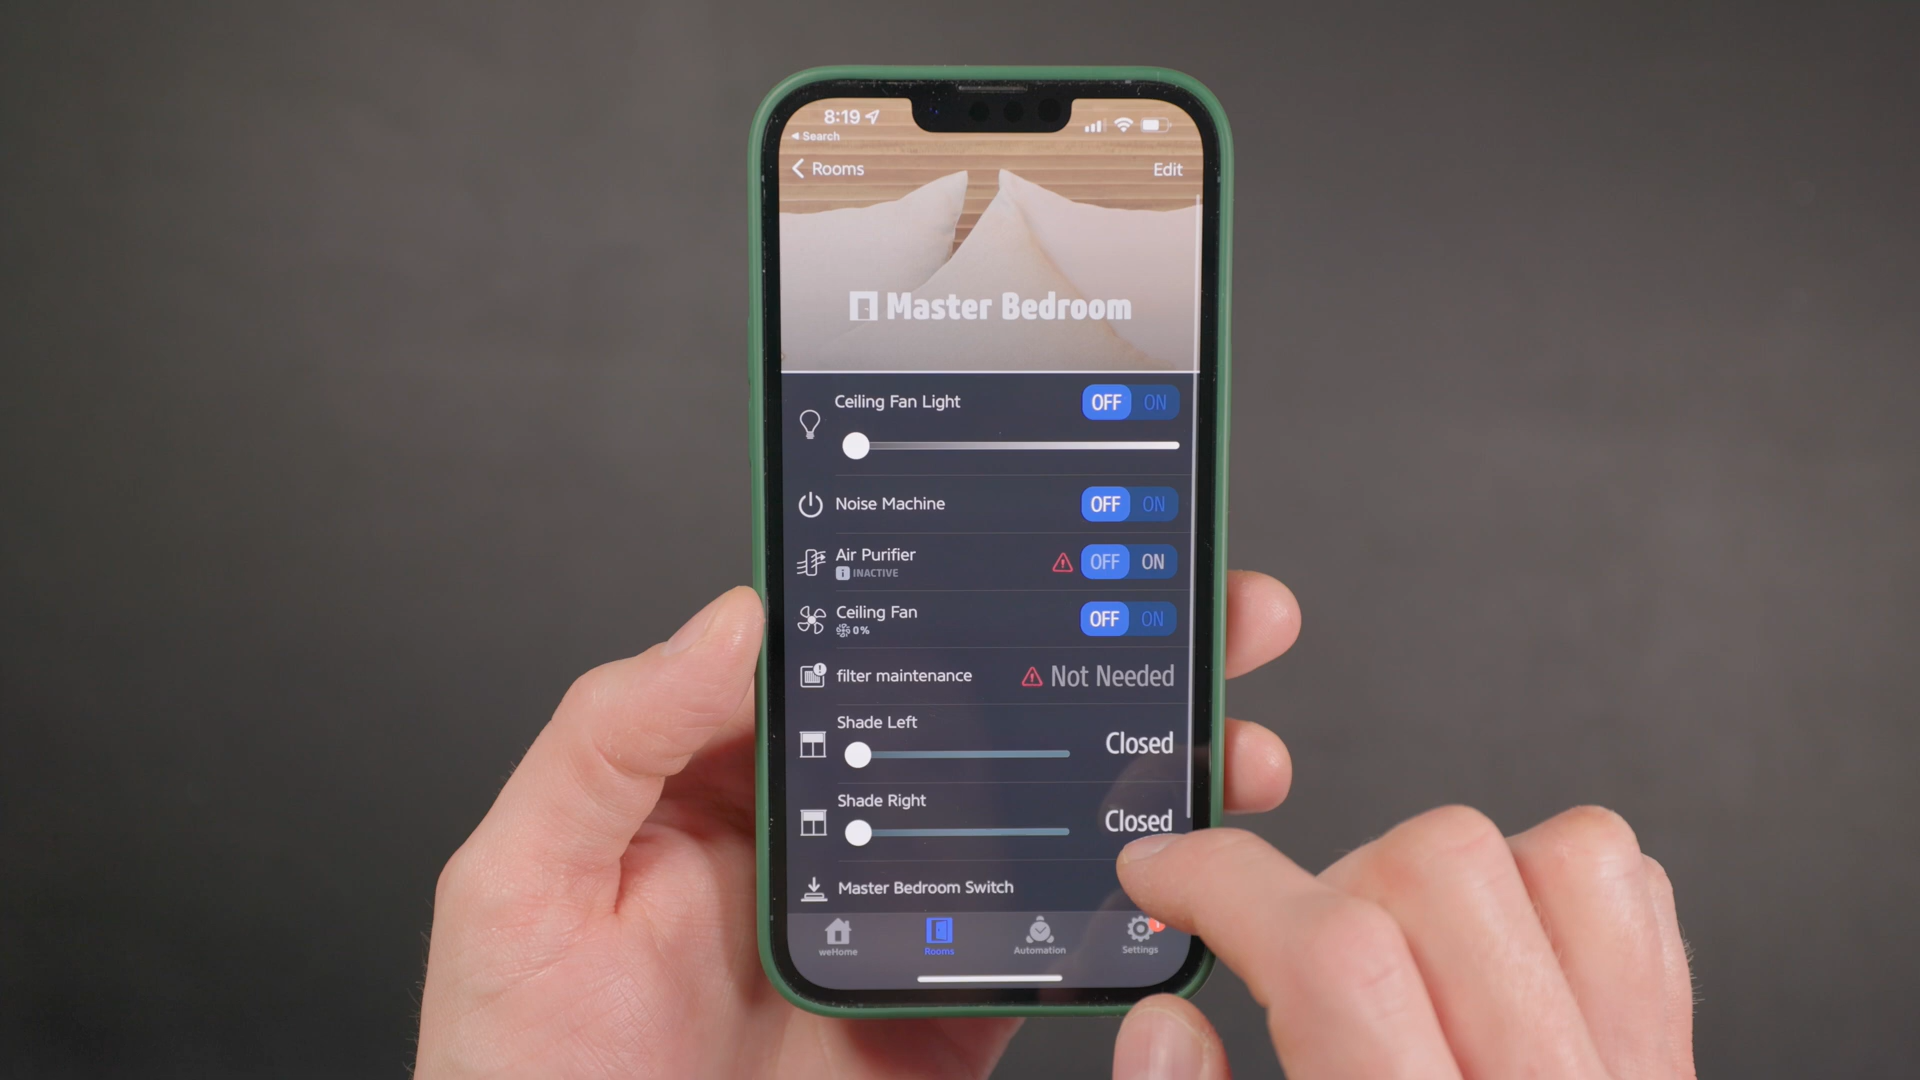 8:19
Search
Rooms
Edit
Master Bedroom
Ceiling Fan Light
OFF ON
Noise Machine
OFF ON
Air Purifier
OFF ON
i INACTIVE
Ceiling Fan
OFF ON
0%
filter maintenance
Not Needed
Shade Left
Closed
Shade Right
Closed
Master Bedroom Switch
weHome
Rooms
Automation
Settings